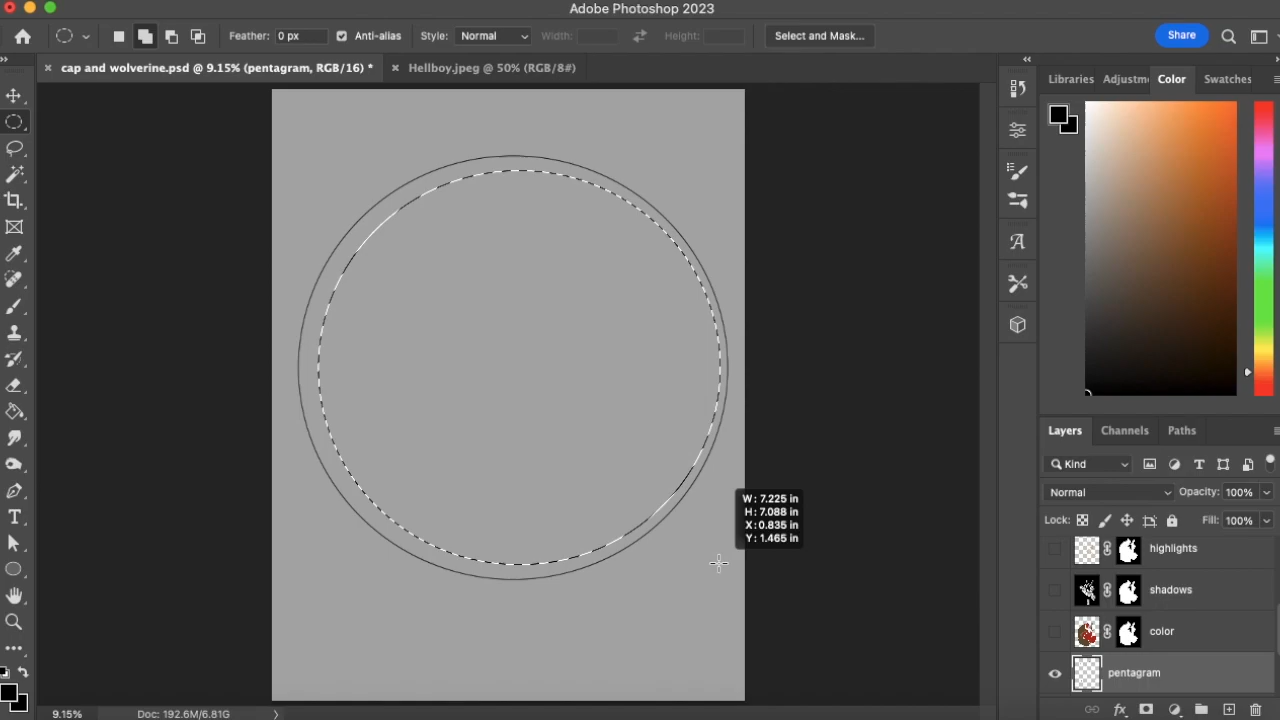 Adobe Photoshop 2023
Feather: 0 px Anti-alias Style: Normal Width: Height: Select and Mask... Share
cap and wolverine.psd @ 9.15% (pentagram, RGB/16) * Hellboy.jpeg @ 50% (RGB/8#)
Libraries Adjustme Color Swatches
W: 7.225 in
H: 7.088 in
X: 0.835 in
Y: 1.465 in
Layers Channels Paths
Kind
Normal Opacity: 100%
Lock: Fill: 100%
highlights
shadows
color
pentagram
9.15% Doc: 192.6M/6.81G